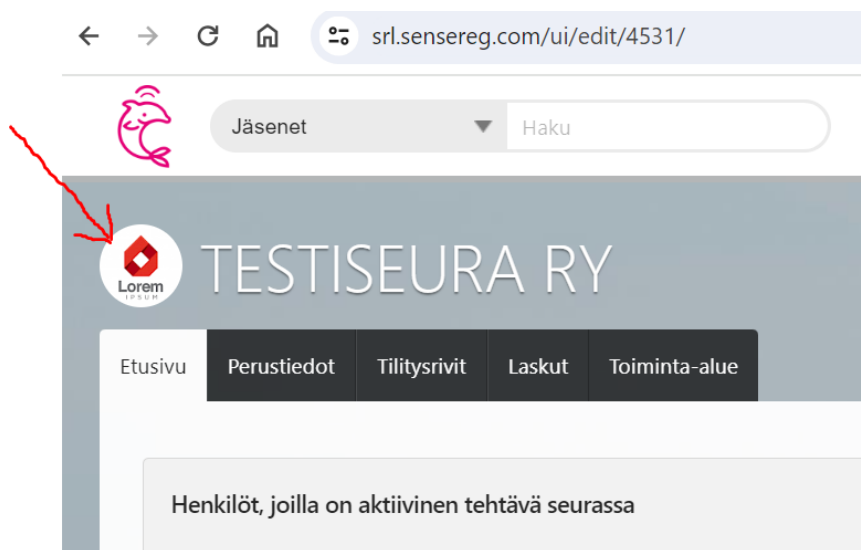 srl.sensereg.com/ui/edit/4531/
Jäsenet Haku
Lorem
IPSUM
TESTISEURA RY
Etusivu Perustiedot Tilitysrivit Laskut Toiminta-alue
Henkilöt, joilla on aktiivinen tehtävä seurassa